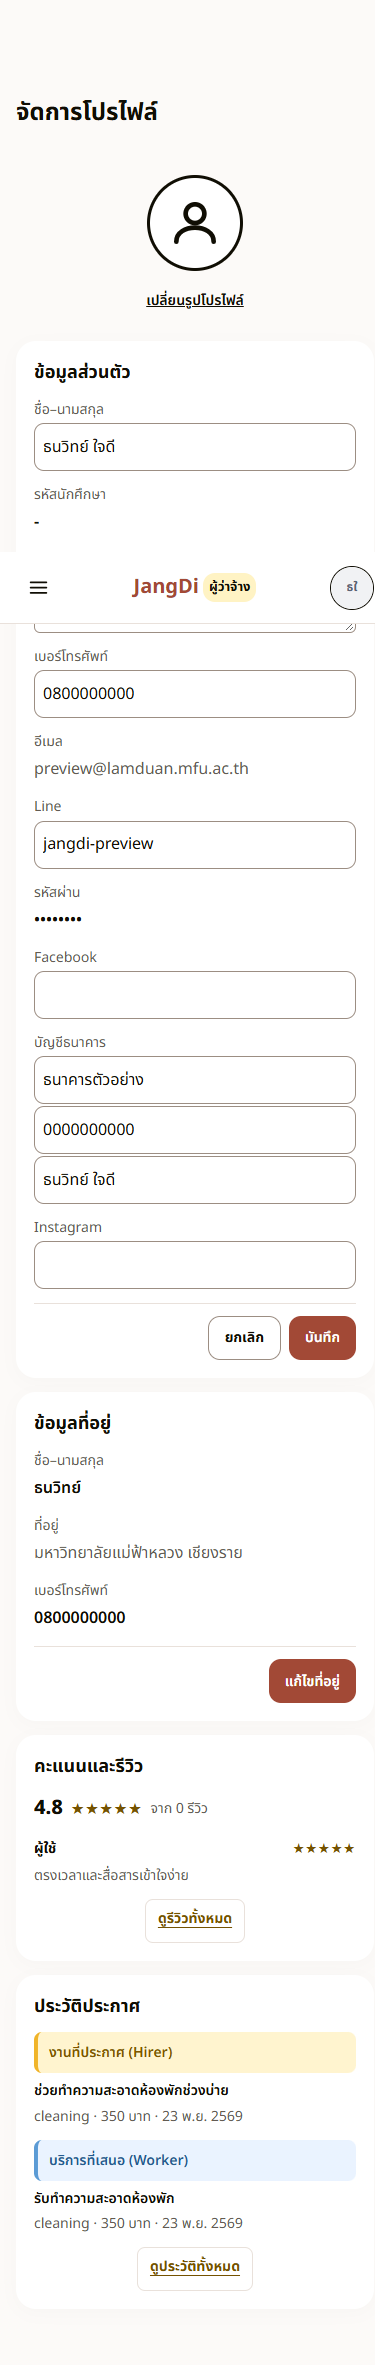 จัดการโปรไฟล์
เปลี่ยนรูปโปรไฟล์
ข้อมูลส่วนตัว
ชื่อ–นามสกุล
ธนวิทย์ ใจดี
รหัสนักศึกษา
-
JangDi ผู้ว่าจ้าง ธใ
เบอร์โทรศัพท์
0800000000
อีเมล
preview@lamduan.mfu.ac.th
Line
jangdi-preview
รหัสผ่าน
••••••••
Facebook
บัญชีธนาคาร
ธนาคารตัวอย่าง
0000000000
ธนวิทย์ ใจดี
Instagram
ยกเลิก บันทึก
ข้อมูลที่อยู่
ชื่อ–นามสกุล
ธนวิทย์
ที่อยู่
มหาวิทยาลัยแม่ฟ้าหลวง เชียงราย
เบอร์โทรศัพท์
0800000000
แก้ไขที่อยู่
คะแนนและรีวิว
4.8 ★★★★★ จาก 0 รีวิว
ผู้ใช้ ★★★★★
ตรงเวลาและสื่อสารเข้าใจง่าย
ดูรีวิวทั้งหมด
ประวัติประกาศ
งานที่ประกาศ (Hirer)
ช่วยทำความสะอาดห้องพักช่วงบ่าย
cleaning · 350 บาท · 23 พ.ย. 2569
บริการที่เสนอ (Worker)
รับทำความสะอาดห้องพัก
cleaning · 350 บาท · 23 พ.ย. 2569
ดูประวัติทั้งหมด